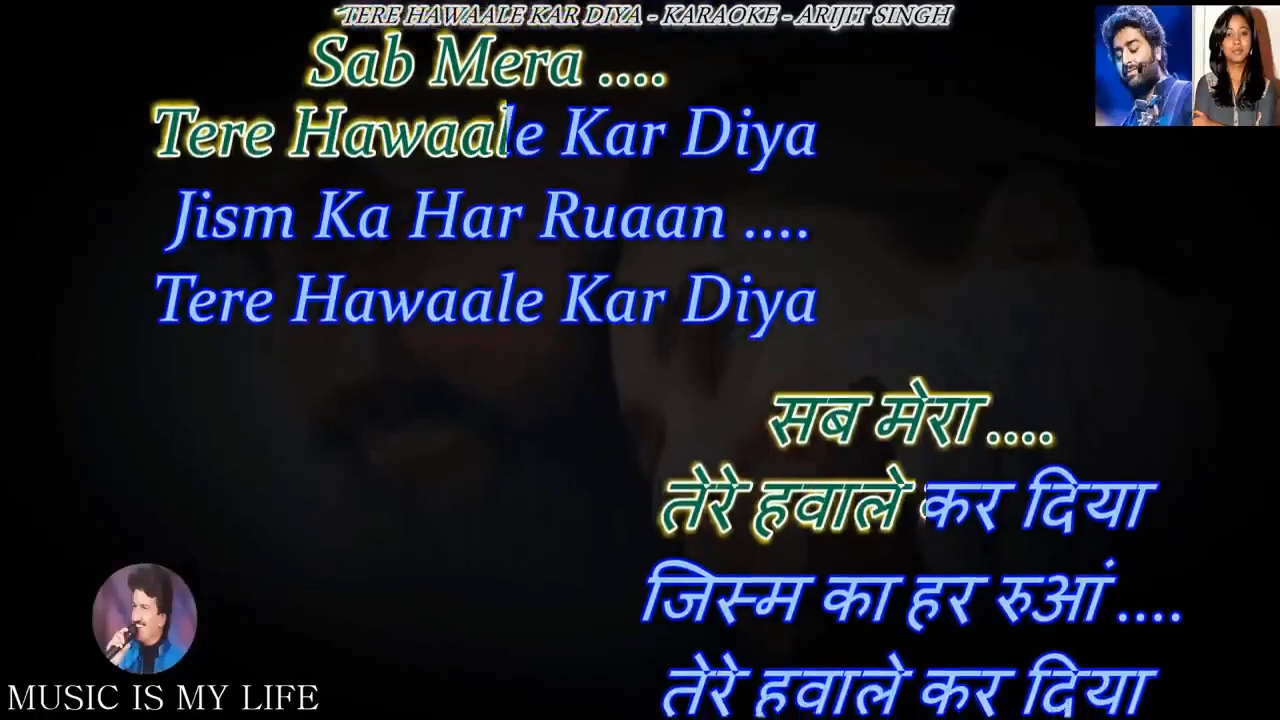 TERE HAWAALE KAR DIYA - KARAOKE - ARIJIT SINGH
Sab Mera ....
Tere Hawaale Kar Diya
Jism Ka Har Ruaan ....
Tere Hawaale Kar Diya
सब मेरा ....
तेरे हवाले कर दिया
जिस्म का हर रुआं ....
तेरे हवाले कर दिया
MUSIC IS MY LIFE